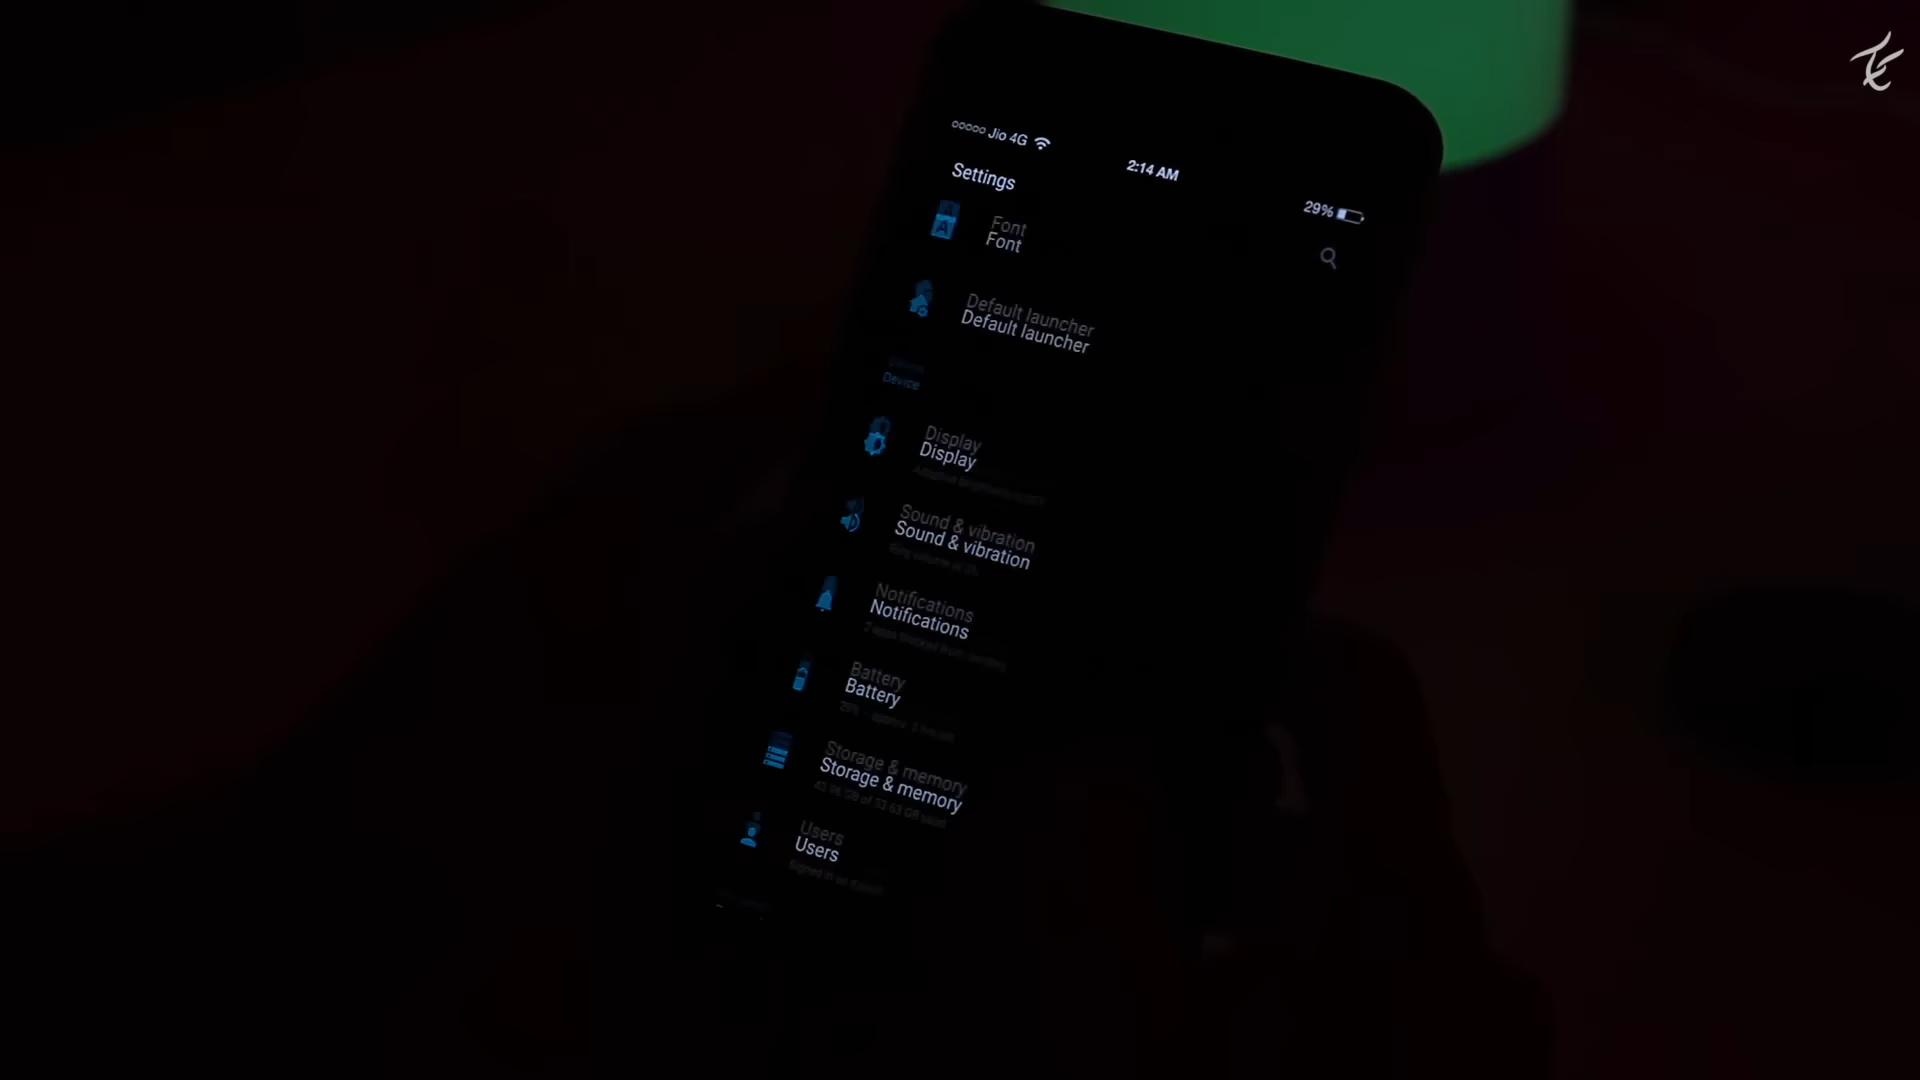 Jio 4G
2:14 AM
29%
Settings
Font
Font
Default launcher
Default launcher
Device
Display
Display
Sound & vibration
Sound & vibration
Notifications
Notifications
Battery
Battery
Storage & memory
Storage & memory
Users
Users